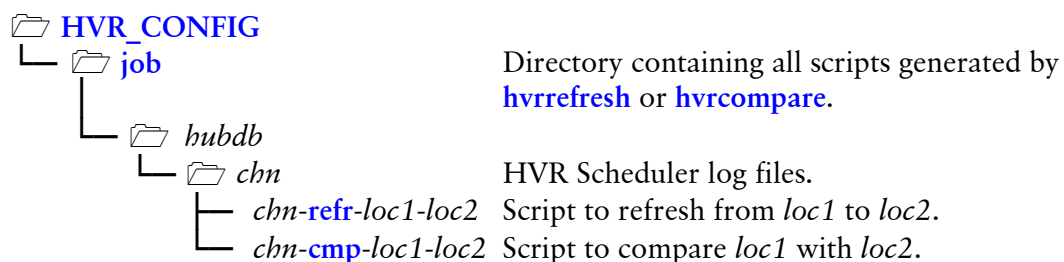 HVR_CONFIG
job Directory containing all scripts generated by
hvrrefresh or hvrcompare.
hubdb
chn HVR Scheduler log files.
chn-refr-loc1-loc2 Script to refresh from loc1 to loc2.
chn-cmp-loc1-loc2 Script to compare loc1 with loc2.